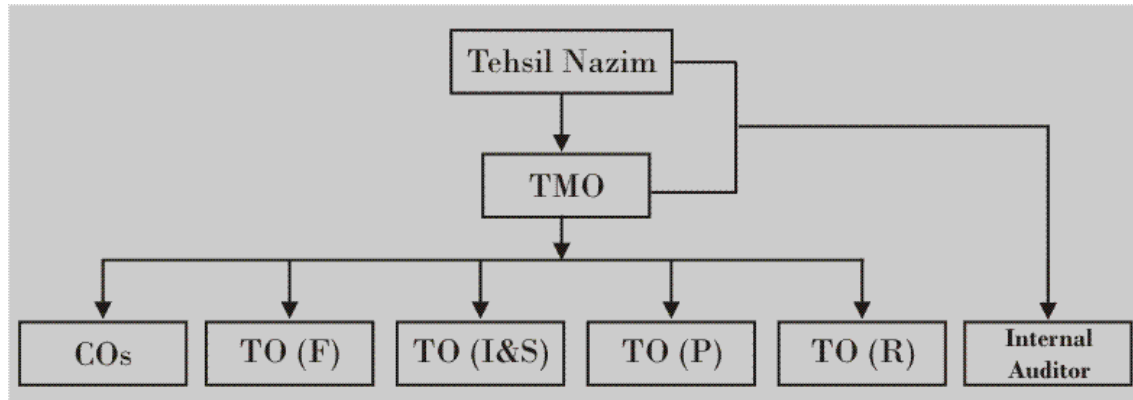 Tehsil Nazim
TMO
COs
TO (F)
TO (I&S)
TO (P)
TO (R)
Internal
Auditor